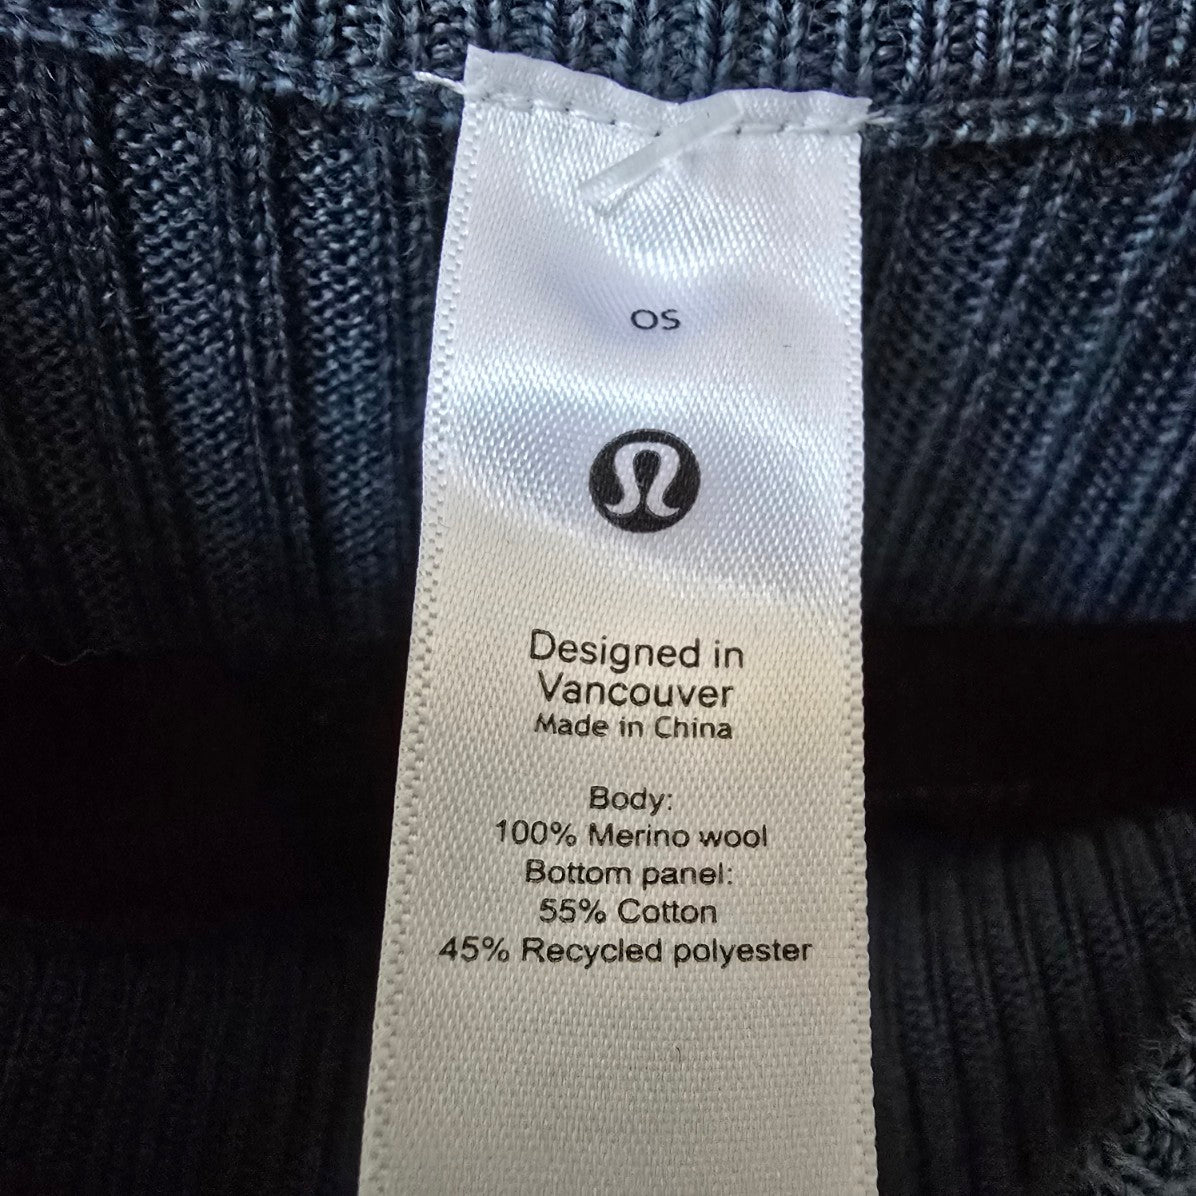 OS
Designed in
Vancouver
Made in China
Body:
100% Merino wool
Bottom panel:
55% Cotton
45% Recycled polyester